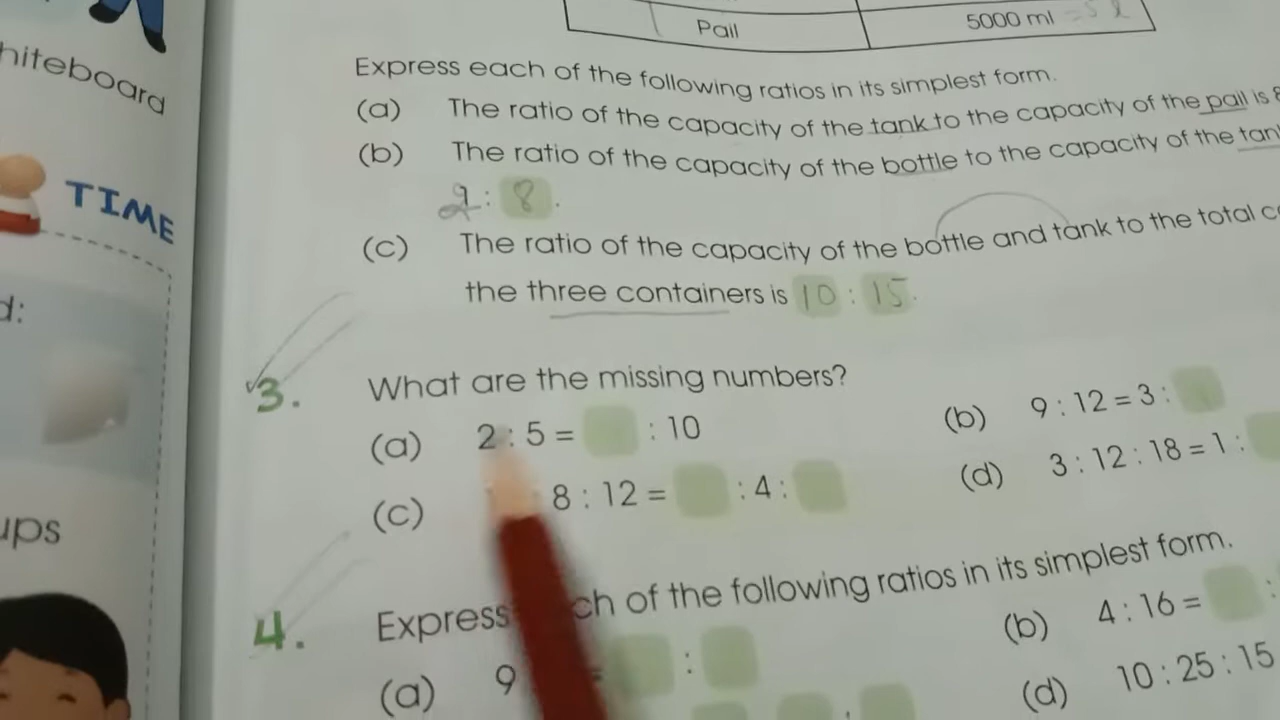 Pail 5000 ml = 5 l
hiteboard
Express each of the following ratios in its simplest form.
(a) The ratio of the capacity of the tank to the capacity of the pail is 8
(b) The ratio of the capacity of the bottle to the capacity of the tan
9 : 8.
TIME
(c) The ratio of the capacity of the bottle and tank to the total c
the three containers is 10 : 15.
d:
3. What are the missing numbers?
(a) 2 : 5 = : 10
(b) 9 : 12 = 3 :
(c) : 8 : 12 = : 4 :
(d) 3 : 12 : 18 = 1 :
ups
4. Express ch of the following ratios in its simplest form.
(a) 9 = :
(b) 4 : 16 = :
(d) 10 : 25 : 15